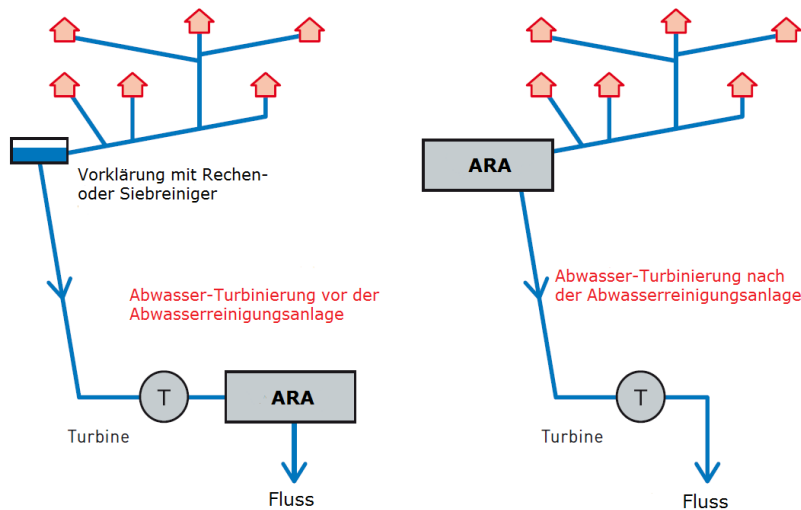 Vorklärung mit Rechen-
oder Siebreiniger
Abwasser-Turbinierung vor der
Abwasserreinigungsanlage
T
ARA
Turbine
Fluss
ARA
Abwasser-Turbinierung nach
der Abwasserreinigungsanlage
T
Turbine
Fluss